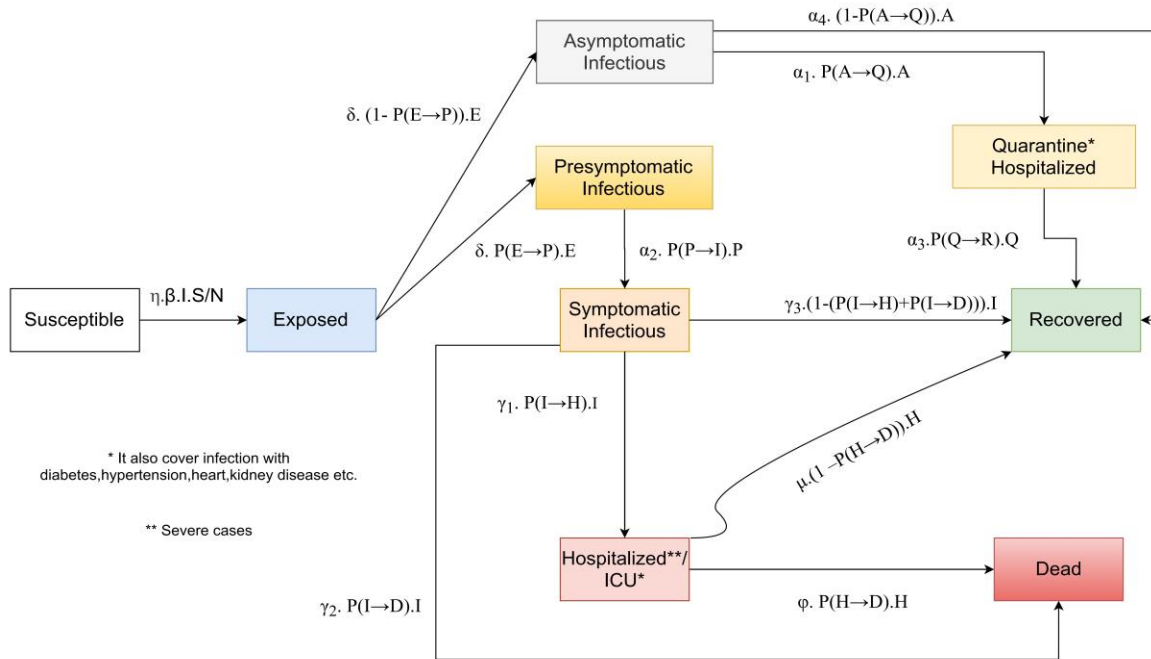 α₄. (1-P(A→Q)).A
Asymptomatic
Infectious
α₁. P(A→Q).A
δ. (1- P(E→P)).E
Quarantine*
Hospitalized
Presymptomatic
Infectious
α₂. P(P→I).P
α₃.P(Q→R).Q
δ. P(E→P).E
η.β.I.S/N
Susceptible
Exposed
Symptomatic
Infectious
γ₃.(1-(P(I→H)+P(I→D))).I
Recovered
γ₁. P(I→H).I
μ.(1 –P(H→D)).H
* It also cover infection with
diabetes,hypertension,heart,kidney disease etc.
** Severe cases
Hospitalized**/
ICU*
Dead
γ₂. P(I→D).I
φ. P(H→D).H